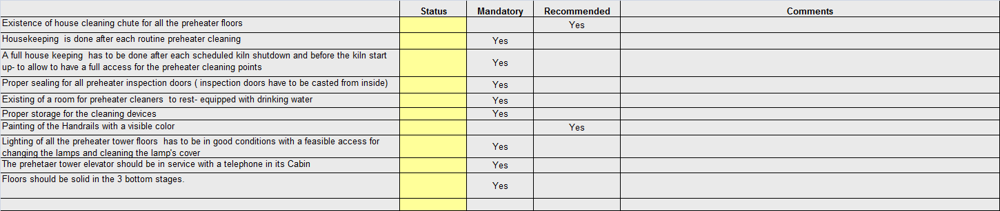 Status Mandatory Recommended Comments
Existence of house cleaning chute for all the preheater floors Yes
Housekeeping is done after each routine preheater cleaning Yes
A full house keeping has to be done after each scheduled kiln shutdown and before the kiln start
up- to allow to have a full access for the preheater cleaning points Yes
Proper sealing for all preheater inspection doors ( inspection doors have to be casted from inside) Yes
Existing of a room for preheater cleaners to rest- equipped with drinking water Yes
Proper storage for the cleaning devices Yes
Painting of the Handrails with a visible color Yes
Lighting of all the preheater tower floors has to be in good conditions with a feasible access for
changing the lamps and cleaning the lamp's cover Yes
The prehetaer tower elevator should be in service with a telephone in its Cabin Yes
Floors should be solid in the 3 bottom stages. Yes